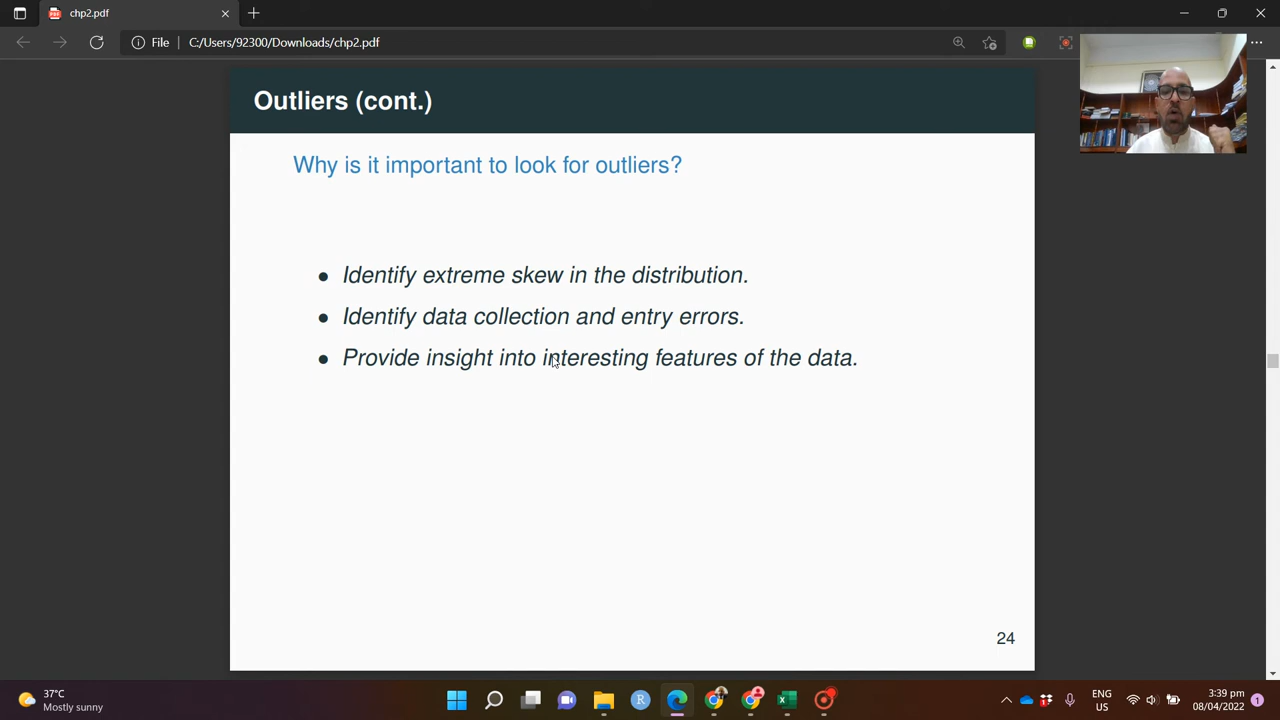 chp2.pdf
File
C:/Users/92300/Downloads/chp2.pdf
Outliers (cont.)
Why is it important to look for outliers?
● Identify extreme skew in the distribution.
● Identify data collection and entry errors.
● Provide insight into interesting features of the data.
24
37°C
Mostly sunny
R
ENG
US
3:39 pm
08/04/2022
1